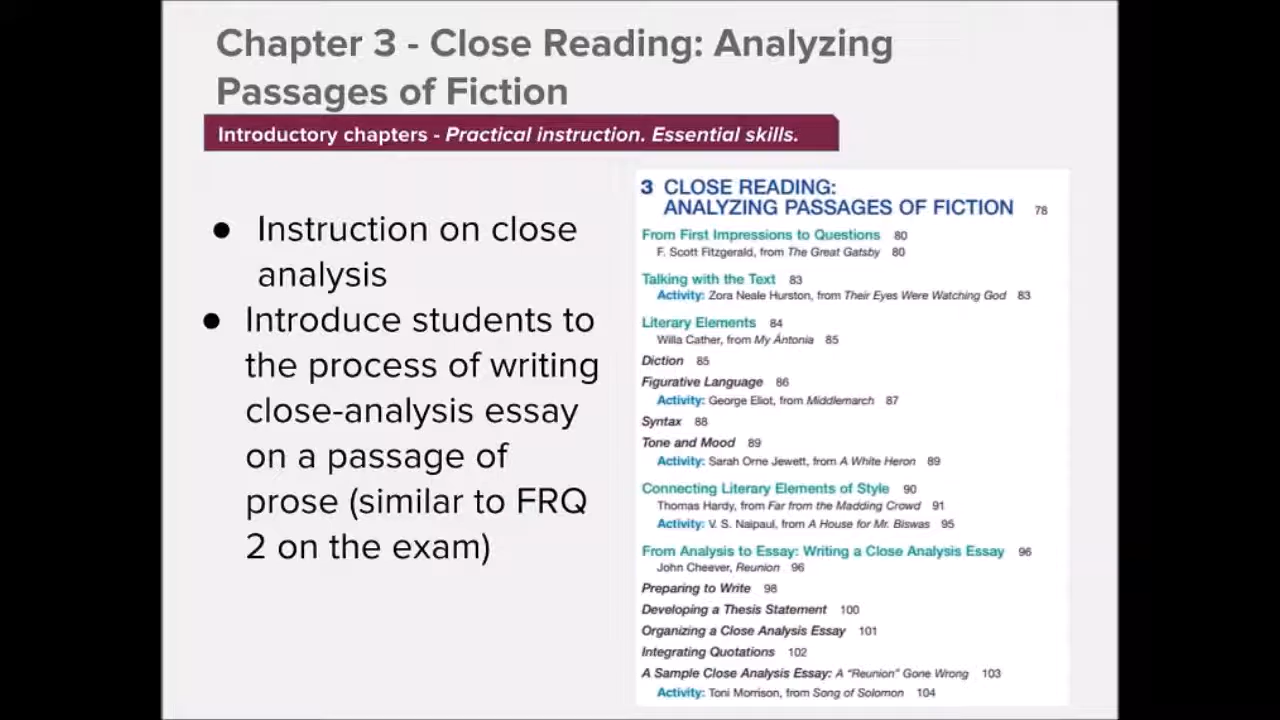 Chapter 3 - Close Reading: Analyzing
Passages of Fiction
Introductory chapters - Practical instruction. Essential skills.
● Instruction on close
analysis
● Introduce students to
the process of writing
close-analysis essay
on a passage of
prose (similar to FRQ
2 on the exam)
3 CLOSE READING:
ANALYZING PASSAGES OF FICTION 78
From First Impressions to Questions 80
F. Scott Fitzgerald, from The Great Gatsby 80
Talking with the Text 83
Activity: Zora Neale Hurston, from Their Eyes Were Watching God 83
Literary Elements 84
Willa Cather, from My Ántonia 85
Diction 85
Figurative Language 86
Activity: George Eliot, from Middlemarch 87
Syntax 88
Tone and Mood 89
Activity: Sarah Orne Jewett, from A White Heron 89
Connecting Literary Elements of Style 90
Thomas Hardy, from Far from the Madding Crowd 91
Activity: V. S. Naipaul, from A House for Mr. Biswas 95
From Analysis to Essay: Writing a Close Analysis Essay 96
John Cheever, Reunion 96
Preparing to Write 98
Developing a Thesis Statement 100
Organizing a Close Analysis Essay 101
Integrating Quotations 102
A Sample Close Analysis Essay: A “Reunion” Gone Wrong 103
Activity: Toni Morrison, from Song of Solomon 104